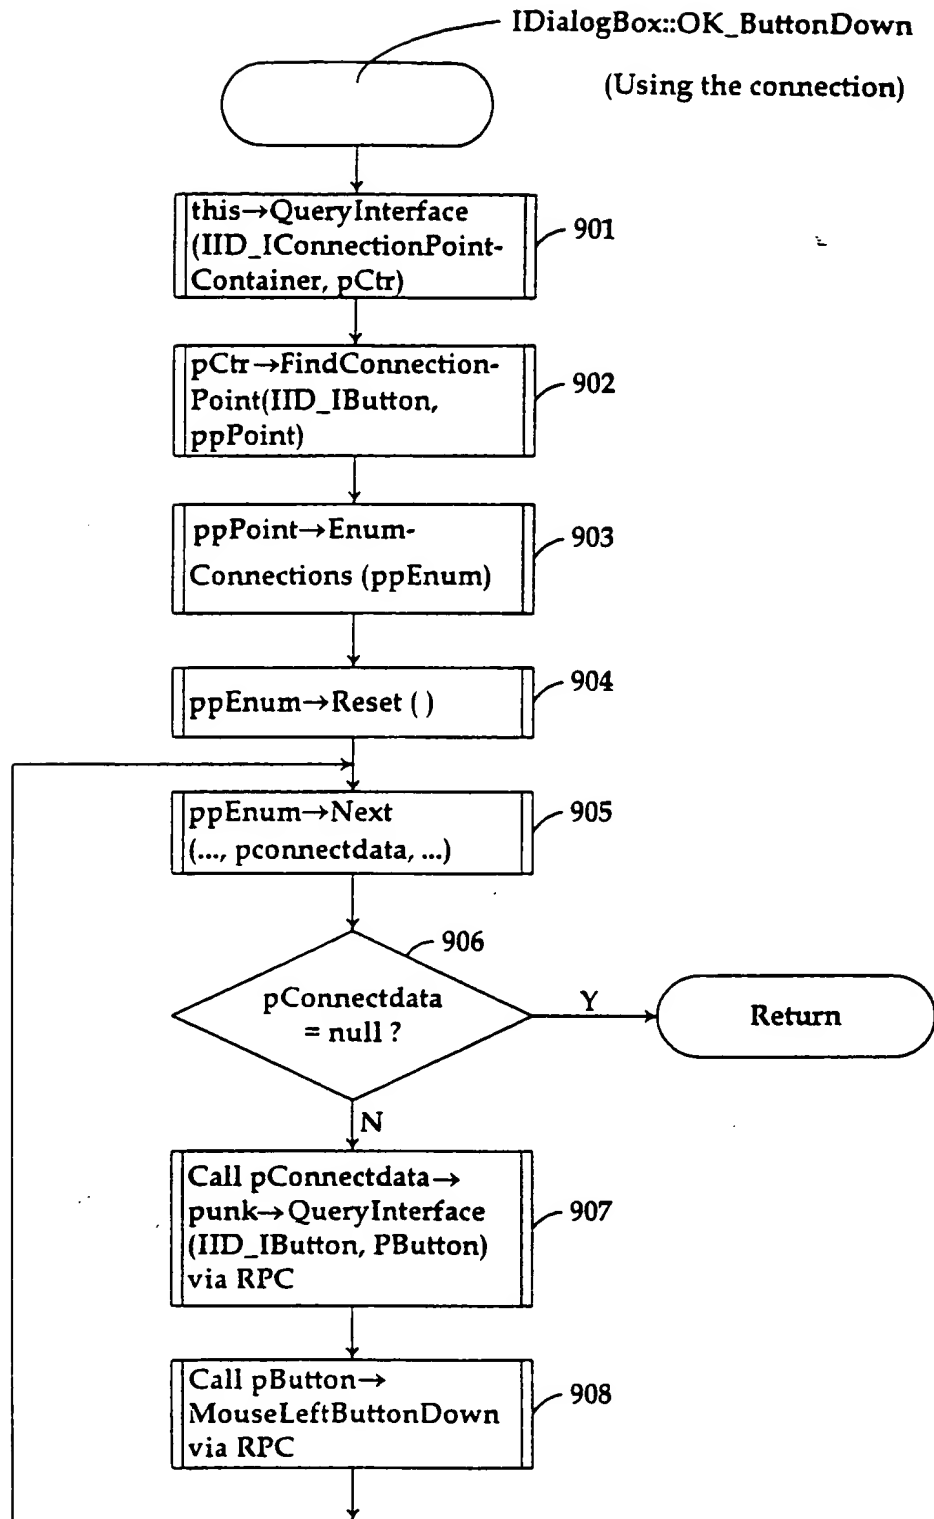 IDialogBox::OK_ButtonDown
(Using the connection)
this→QueryInterface
(IID_IConnectionPoint-
Container, pCtr)
901
pCtr→FindConnection-
Point(IID_IButton,
ppPoint)
902
ppPoint→Enum-
Connections (ppEnum)
903
ppEnum→Reset ( )
904
ppEnum→Next
(..., pconnectdata, ...)
905
906
pConnectdata
= null ?
Y
Return
N
Call pConnectdata→
punk→QueryInterface
(IID_IButton, PButton)
via RPC
907
Call pButton→
MouseLeftButtonDown
via RPC
908